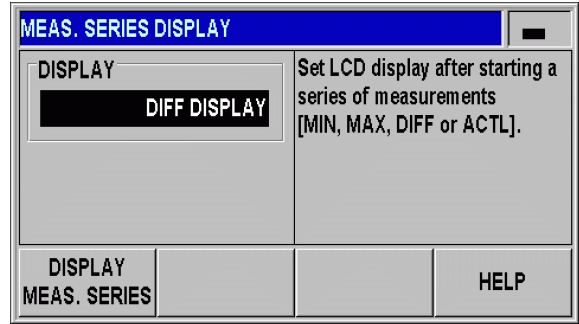 MEAS. SERIES DISPLAY
DISPLAY
DIFF DISPLAY
Set LCD display after starting a
series of measurements
[MIN, MAX, DIFF or ACTL].
DISPLAY
MEAS. SERIES
HELP